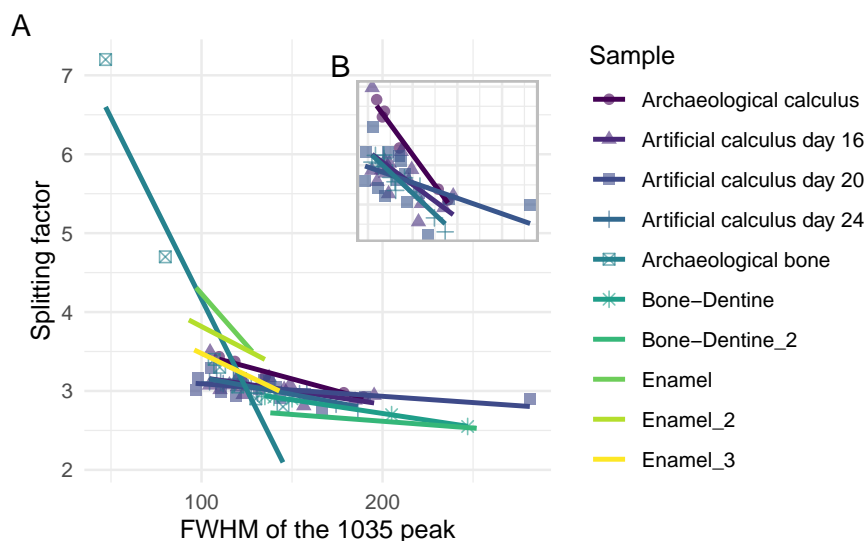 A
B
7
6
5
4
3
2
Splitting factor
100
200
FWHM of the 1035 peak
Sample
Archaeological calculus
Artificial calculus day 16
Artificial calculus day 20
Artificial calculus day 24
Archaeological bone
Bone−Dentine
Bone−Dentine_2
Enamel
Enamel_2
Enamel_3